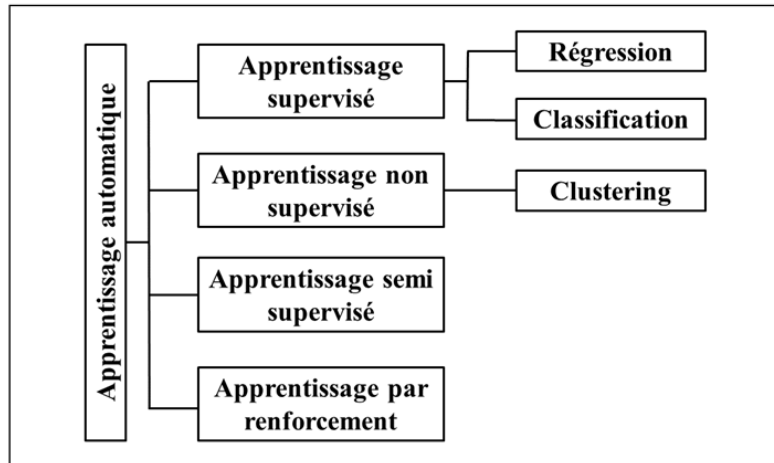 Apprentissage automatique
Apprentissage
supervisé
Régression
Classification
Apprentissage non
supervisé
Clustering
Apprentissage semi
supervisé
Apprentissage par
renforcement